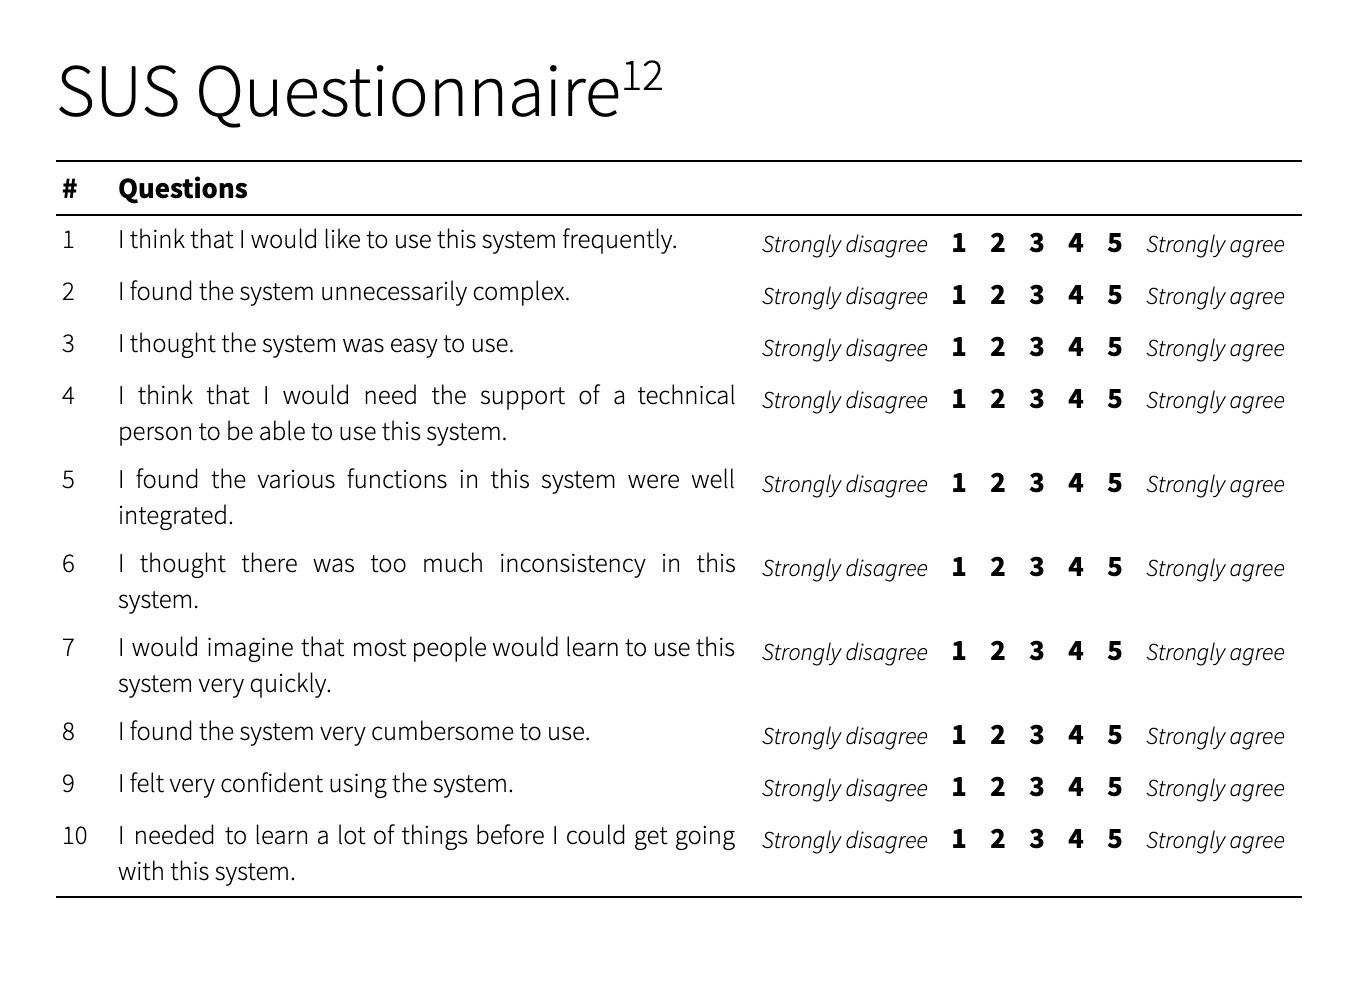 SUS Questionnaire12
# Questions
1 I think that I would like to use this system frequently. Strongly disagree 1 2 3 4 5 Strongly agree
2 I found the system unnecessarily complex. Strongly disagree 1 2 3 4 5 Strongly agree
3 I thought the system was easy to use. Strongly disagree 1 2 3 4 5 Strongly agree
4 I think that I would need the support of a technical Strongly disagree 1 2 3 4 5 Strongly agree
person to be able to use this system.
5 I found the various functions in this system were well Strongly disagree 1 2 3 4 5 Strongly agree
integrated.
6 I thought there was too much inconsistency in this Strongly disagree 1 2 3 4 5 Strongly agree
system.
7 I would imagine that most people would learn to use this Strongly disagree 1 2 3 4 5 Strongly agree
system very quickly.
8 I found the system very cumbersome to use. Strongly disagree 1 2 3 4 5 Strongly agree
9 I felt very confident using the system. Strongly disagree 1 2 3 4 5 Strongly agree
10 I needed to learn a lot of things before I could get going Strongly disagree 1 2 3 4 5 Strongly agree
with this system.